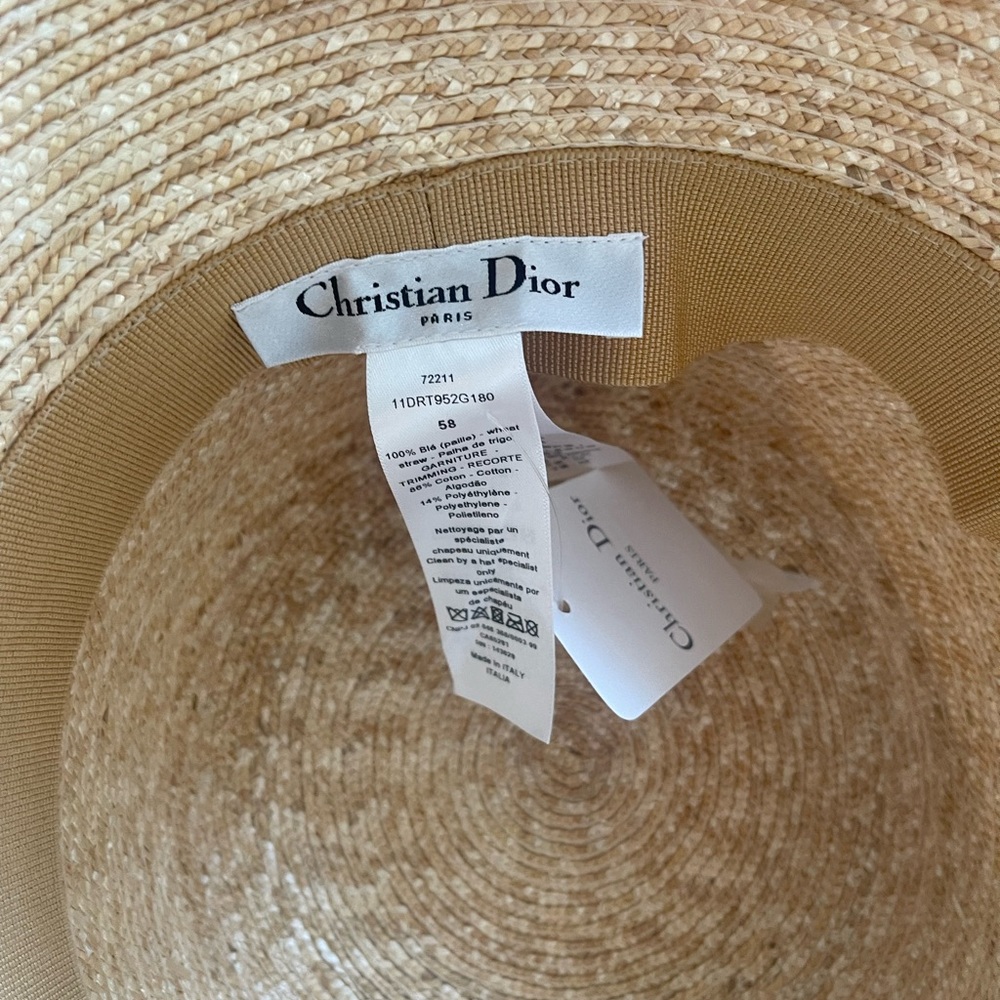 Christian Dior
PARIS
72211
11DRT952G180
58
100% Blé (paille) - wheat
straw - Palha de trigo
GARNITURE -
TRIMMING - RECORTE
86% Coton - Cotton -
Algodão
14% Polyéthylène -
Polyethylene -
Polietileno
Nettoyage par un
spécialiste
chapeau uniquement
Clean by a hat specialist
only
Limpeza unicamente por
um especialista
de chapéu
Made in ITALY
ITALIA
Christian Dior
PARIS